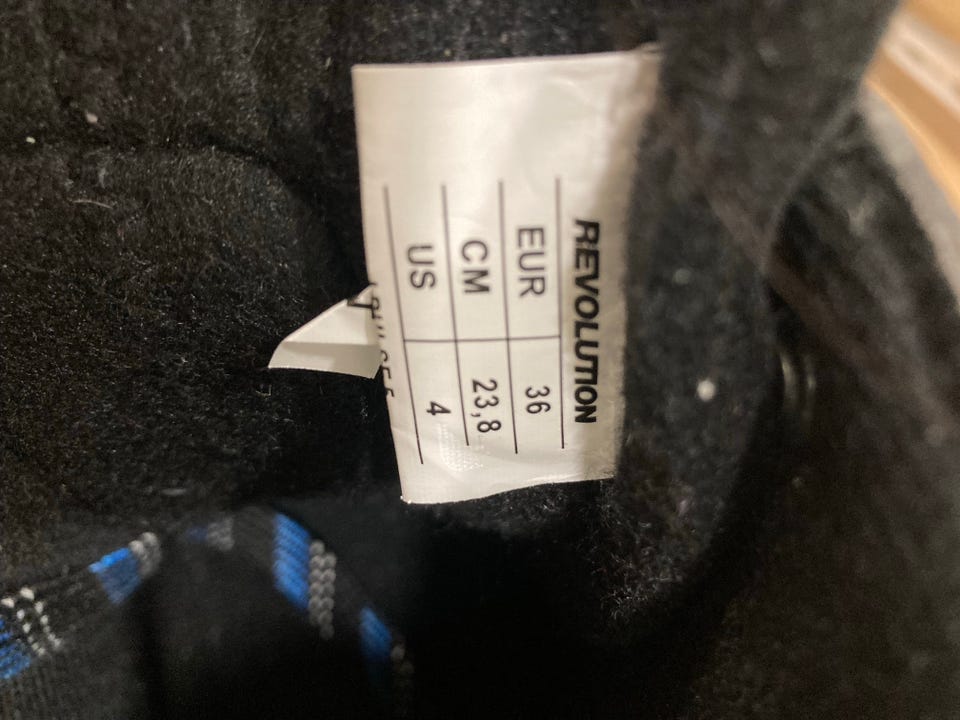 REVOLUTION
EUR 36
CM 23,8
US 4